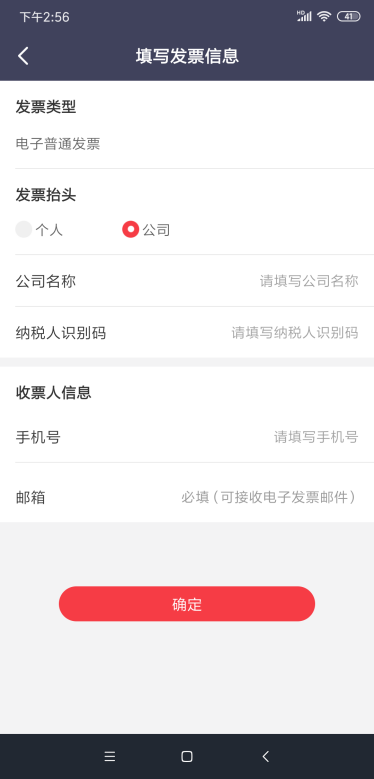 下午2:56
HD
41
填写发票信息
发票类型
电子普通发票
发票抬头
个人 公司
公司名称 请填写公司名称
纳税人识别码 请填写纳税人识别码
收票人信息
手机号 请填写手机号
邮箱 必填(可接收电子发票邮件)
确定